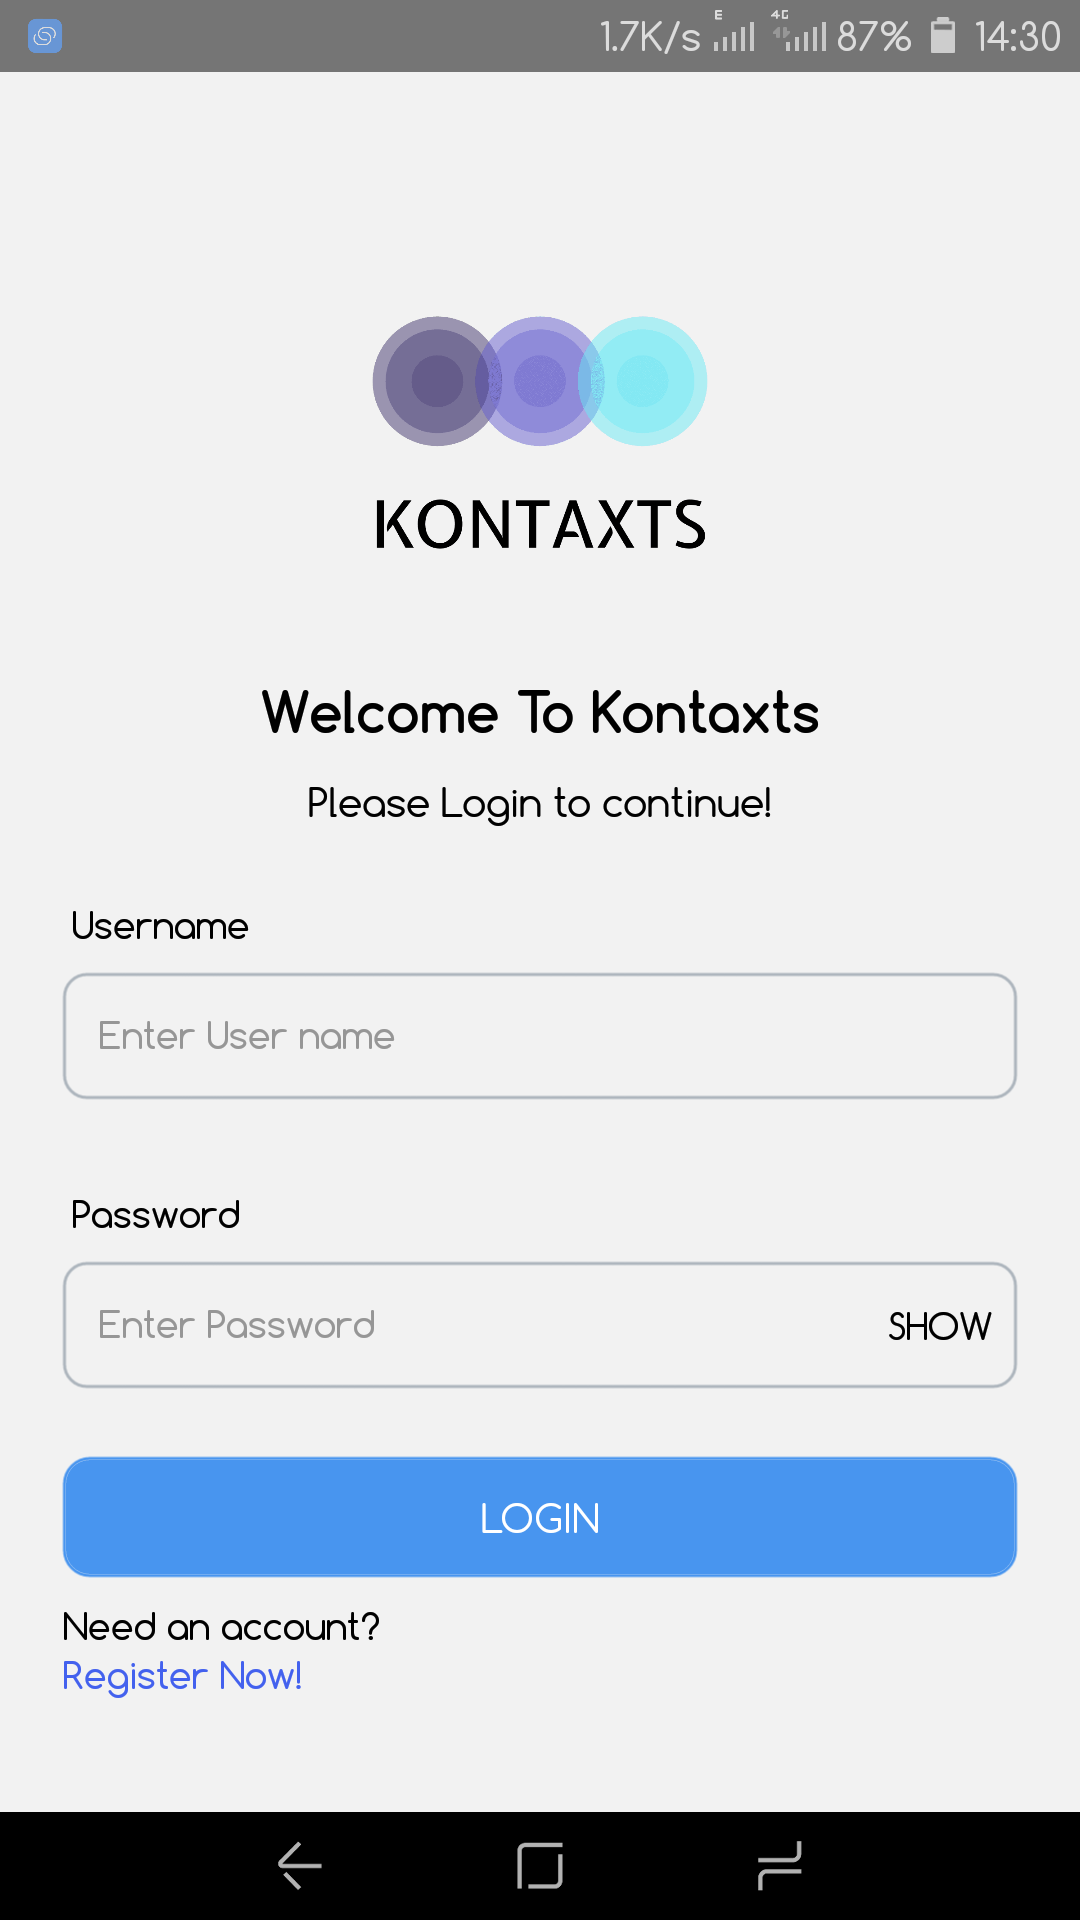 1.7K/s E 4G 87% 14:30
KONTAXTS
Welcome To Kontaxts
Please Login to continue!
Username
Enter User name
Password
Enter Password SHOW
LOGIN
Need an account?
Register Now!